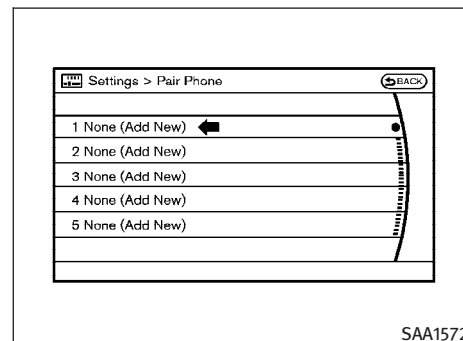 Settings > Pair Phone
BACK
1 None (Add New)
2 None (Add New)
3 None (Add New)
4 None (Add New)
5 None (Add New)
SAA1572